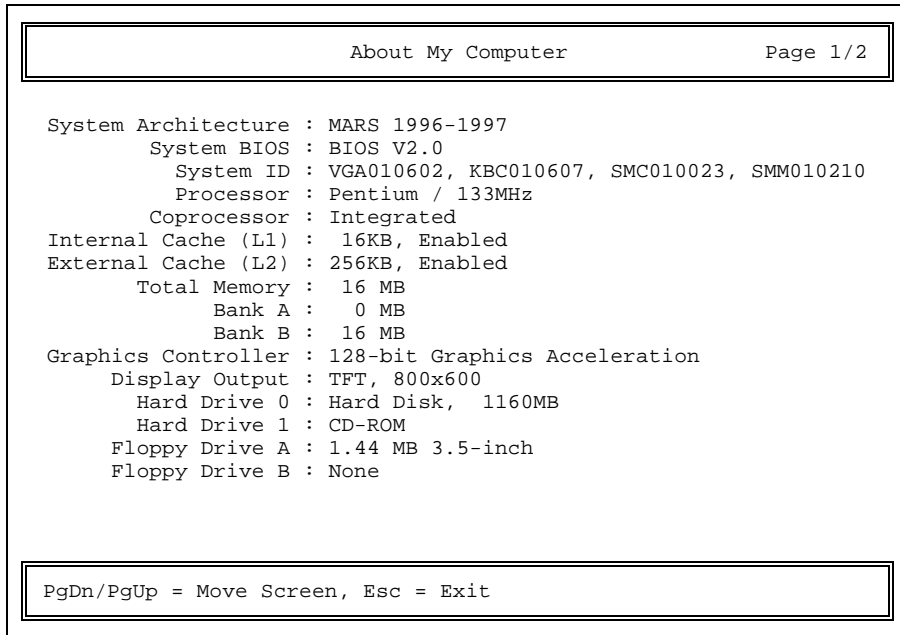 About My Computer Page 1/2
System Architecture : MARS 1996-1997
System BIOS : BIOS V2.0
System ID : VGA010602, KBC010607, SMC010023, SMM010210
Processor : Pentium / 133MHz
Coprocessor : Integrated
Internal Cache (L1) : 16KB, Enabled
External Cache (L2) : 256KB, Enabled
Total Memory : 16 MB
Bank A : 0 MB
Bank B : 16 MB
Graphics Controller : 128-bit Graphics Acceleration
Display Output : TFT, 800x600
Hard Drive 0 : Hard Disk, 1160MB
Hard Drive 1 : CD-ROM
Floppy Drive A : 1.44 MB 3.5-inch
Floppy Drive B : None
PgDn/PgUp = Move Screen, Esc = Exit